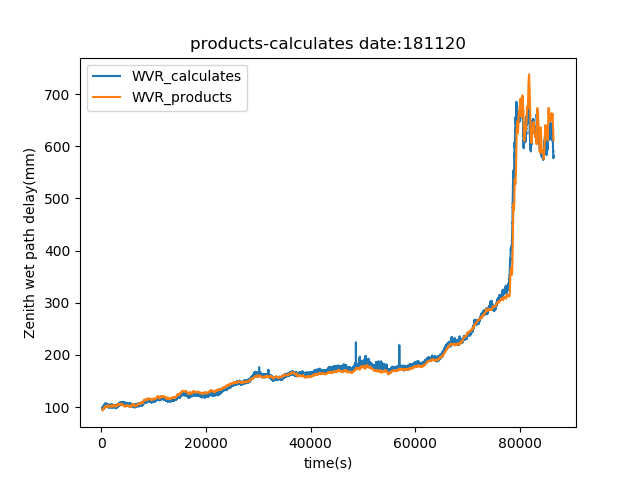 products-calculates date:181120
WVR_calculates
WVR_products
Zenith wet path delay(mm)
700
600
500
400
300
200
100
0 20000 40000 60000 80000
time(s)